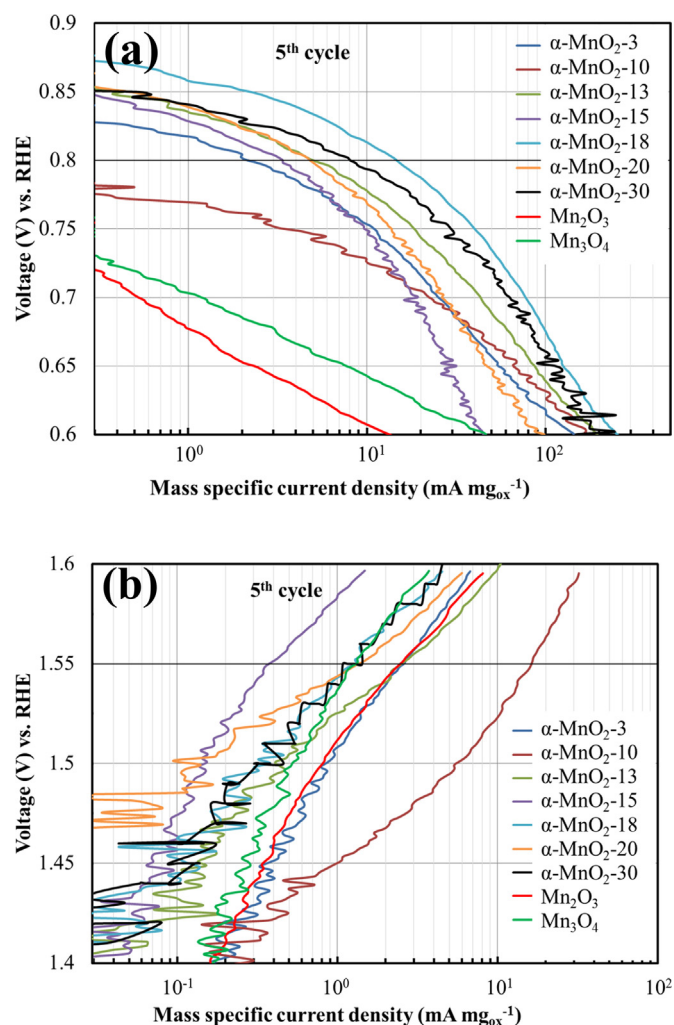 (a)
5th cycle
α-MnO2-3
α-MnO2-10
α-MnO2-13
α-MnO2-15
α-MnO2-18
α-MnO2-20
α-MnO2-30
Mn2O3
Mn3O4
0.9
0.85
0.8
0.75
0.7
0.65
0.6
Voltage (V) vs. RHE
10^0
10^1
10^2
Mass specific current density (mA mgox^-1)
(b)
5th cycle
α-MnO2-3
α-MnO2-10
α-MnO2-13
α-MnO2-15
α-MnO2-18
α-MnO2-20
α-MnO2-30
Mn2O3
Mn3O4
1.6
1.55
1.5
1.45
1.4
Voltage (V) vs. RHE
10^-1
10^0
10^1
10^2
Mass specific current density (mA mgox^-1)